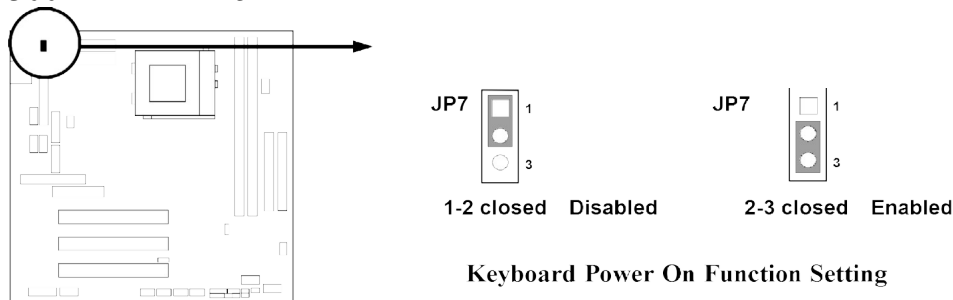 JP7 1 3
JP7 1 3
1-2 closed Disabled
2-3 closed Enabled
Keyboard Power On Function Setting